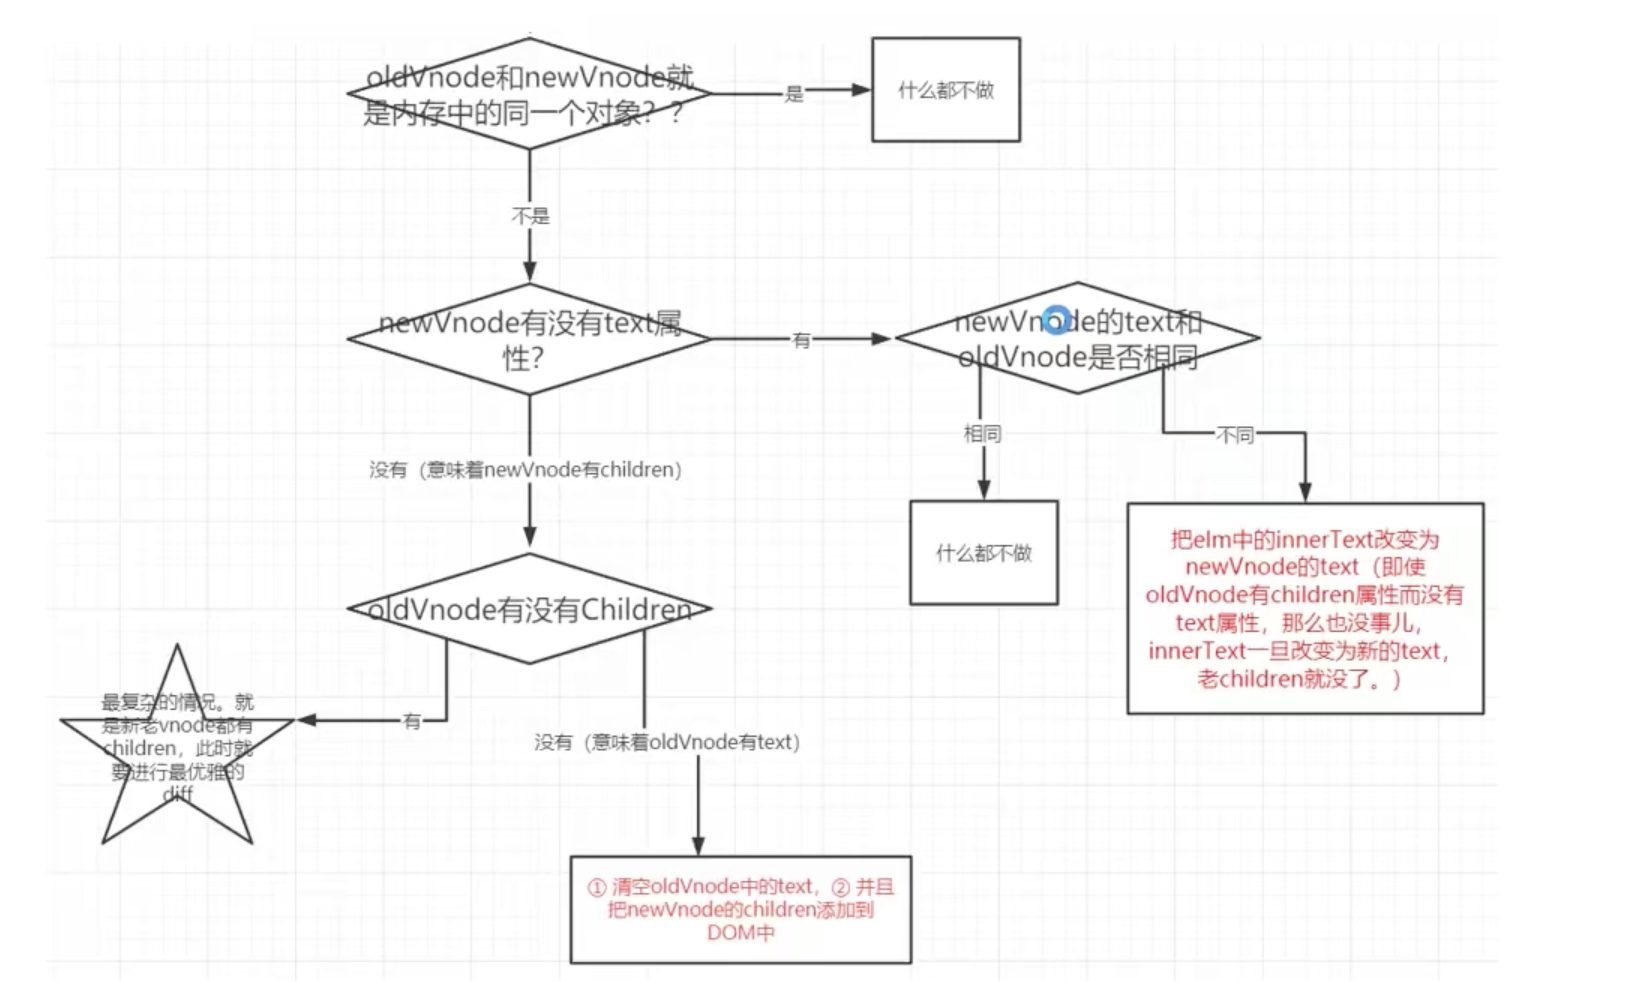 oldVnode和newVnode就
是内存中的同一个对象？？
是
什么都不做
不是
newVnode有没有text属
性？
有
newVnode的text和
oldVnode是否相同
相同
不同
没有（意味着newVnode有children）
什么都不做
把elm中的innerText改变为
newVnode的text（即使
oldVnode有children属性而没有
text属性，那么也没事儿，
innerText一旦改变为新的text，
老children就没了。）
oldVnode有没有Children
有
最复杂的情况。就
是新老vnode都有
children，此时就
要进行最优雅的
diff
没有（意味着oldVnode有text）
① 清空oldVnode中的text，② 并且
把newVnode的children添加到
DOM中